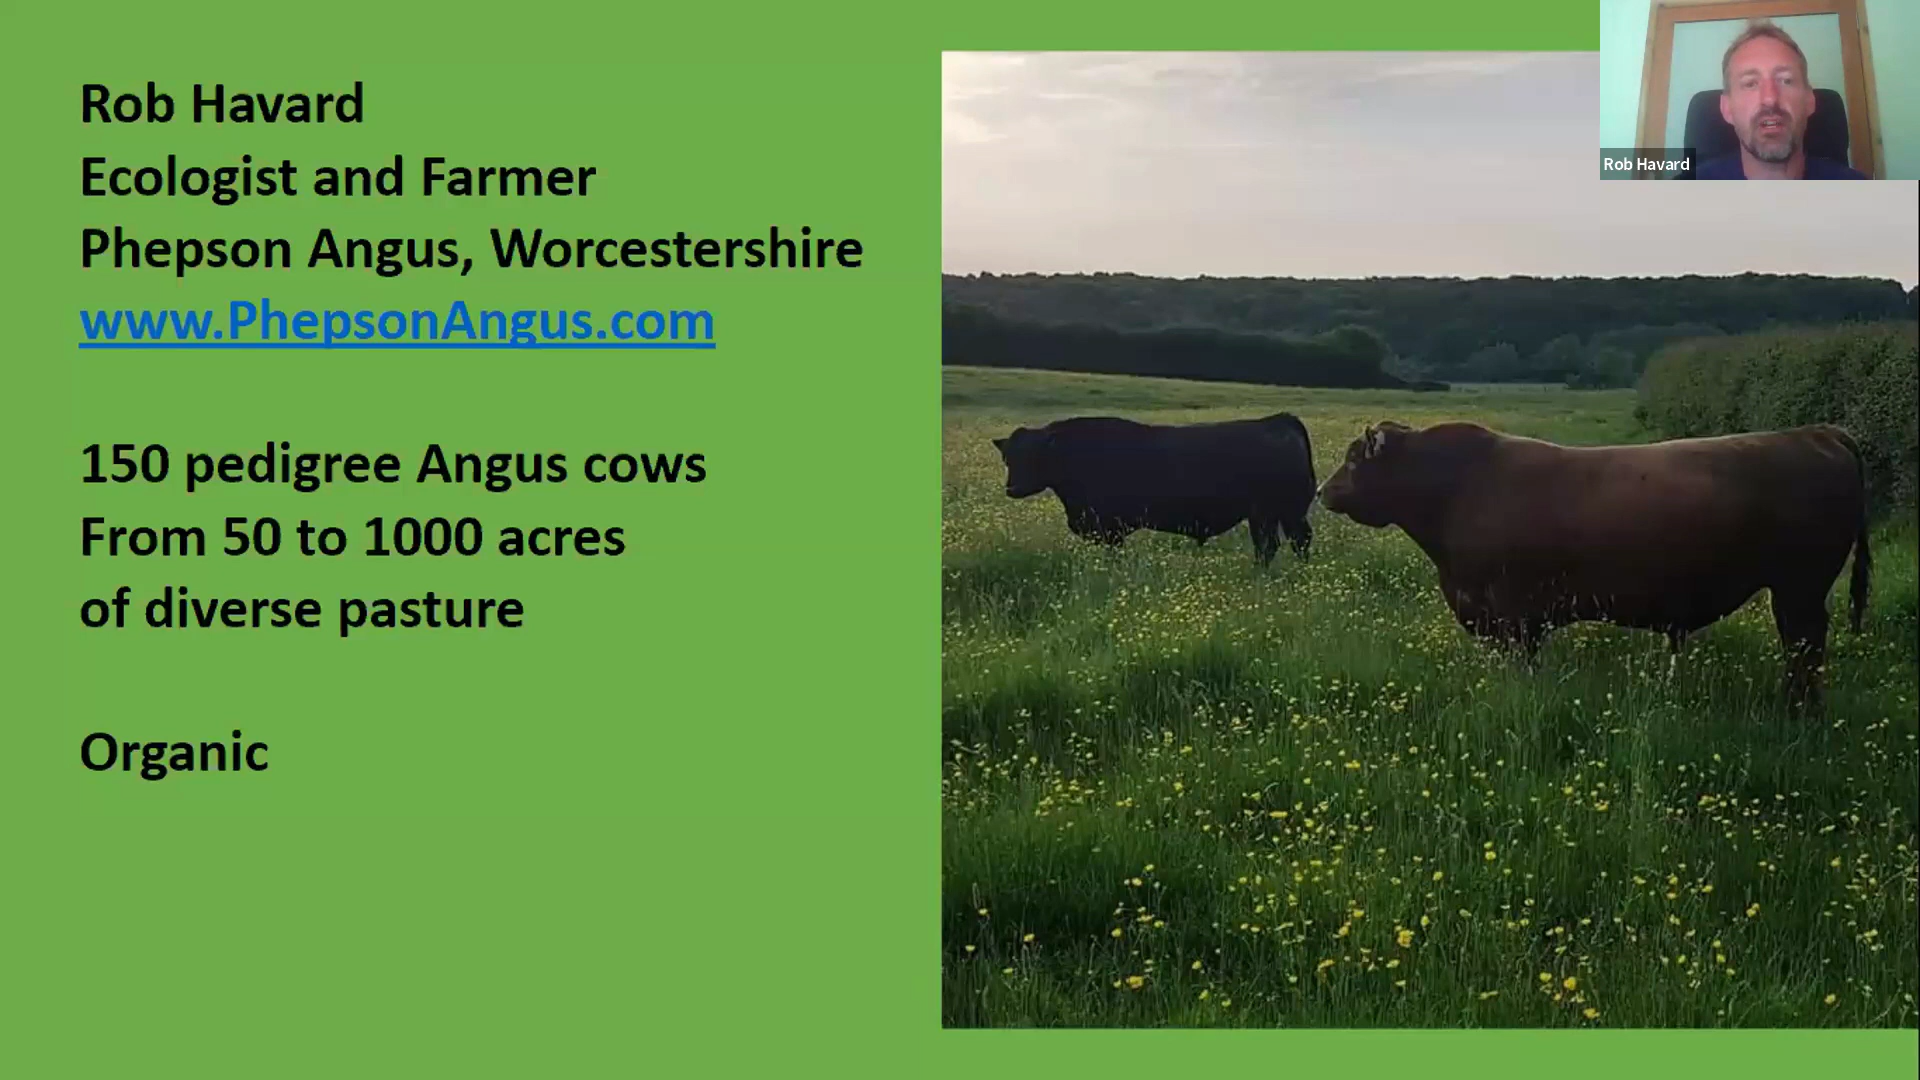 Rob Havard
Ecologist and Farmer
Phepson Angus, Worcestershire
www.PhepsonAngus.com
150 pedigree Angus cows
From 50 to 1000 acres
of diverse pasture
Organic
Rob Havard